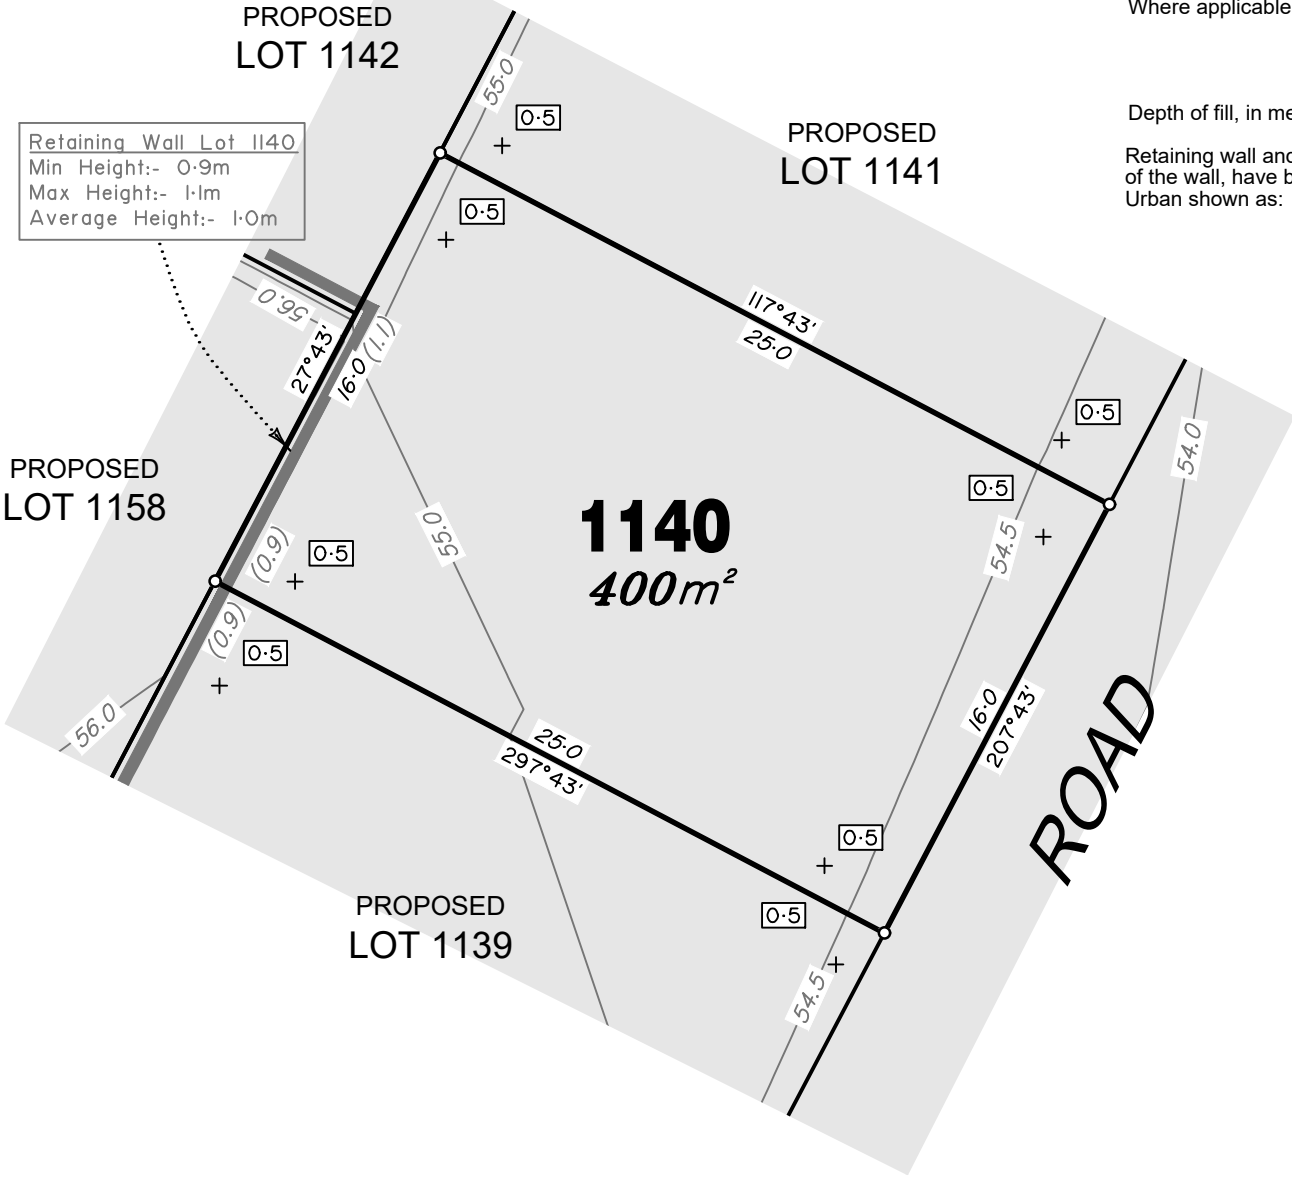 Where applicable
PROPOSED
LOT 1142
55·0
0·5
Depth of fill, in me
PROPOSED
LOT 1141
Retaining Wall Lot 1140
Min Height:- 0·9m
Max Height:- 1·1m
Average Height:- 1·0m
Retaining wall and
of the wall, have b
Urban shown as:
0·5
56.0
27°43'
16·0
(1.1)
117°43'
25·0
0·5
54.0
PROPOSED
LOT 1158
0·5
55.0
1140
400m²
54.5
(0.9)
0·5
(0.9)
0·5
56.0
25·0
297°43'
16·0
207°43'
ROAD
0·5
0·5
PROPOSED
LOT 1139
54.5